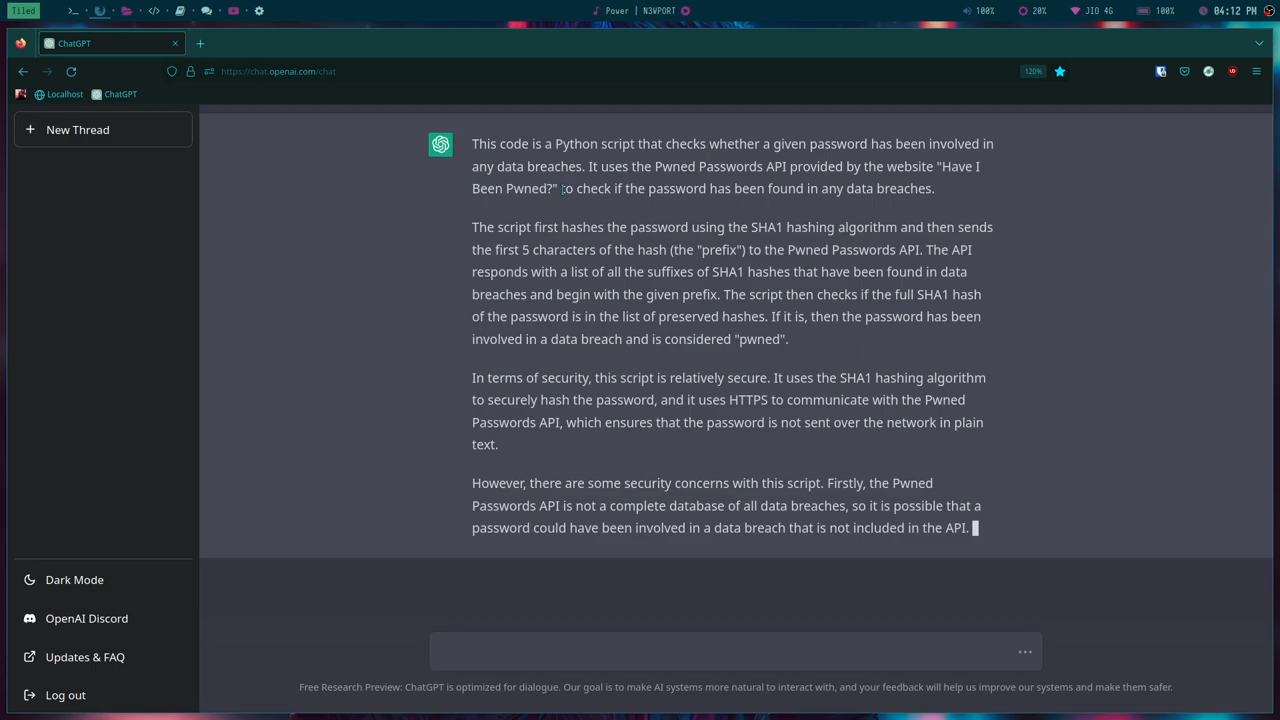 Tiled
Power | N3WPORT
100%
20%
JIO 4G
100%
04:12 PM
ChatGPT
https://chat.openai.com/chat
120%
Localhost
ChatGPT
New Thread
This code is a Python script that checks whether a given password has been involved in
any data breaches. It uses the Pwned Passwords API provided by the website "Have I
Been Pwned?" to check if the password has been found in any data breaches.
The script first hashes the password using the SHA1 hashing algorithm and then sends
the first 5 characters of the hash (the "prefix") to the Pwned Passwords API. The API
responds with a list of all the suffixes of SHA1 hashes that have been found in data
breaches and begin with the given prefix. The script then checks if the full SHA1 hash
of the password is in the list of preserved hashes. If it is, then the password has been
involved in a data breach and is considered "pwned".
In terms of security, this script is relatively secure. It uses the SHA1 hashing algorithm
to securely hash the password, and it uses HTTPS to communicate with the Pwned
Passwords API, which ensures that the password is not sent over the network in plain
text.
However, there are some security concerns with this script. Firstly, the Pwned
Passwords API is not a complete database of all data breaches, so it is possible that a
password could have been involved in a data breach that is not included in the API.
Dark Mode
OpenAI Discord
Updates & FAQ
Log out
Free Research Preview: ChatGPT is optimized for dialogue. Our goal is to make AI systems more natural to interact with, and your feedback will help us improve our systems and make them safer.